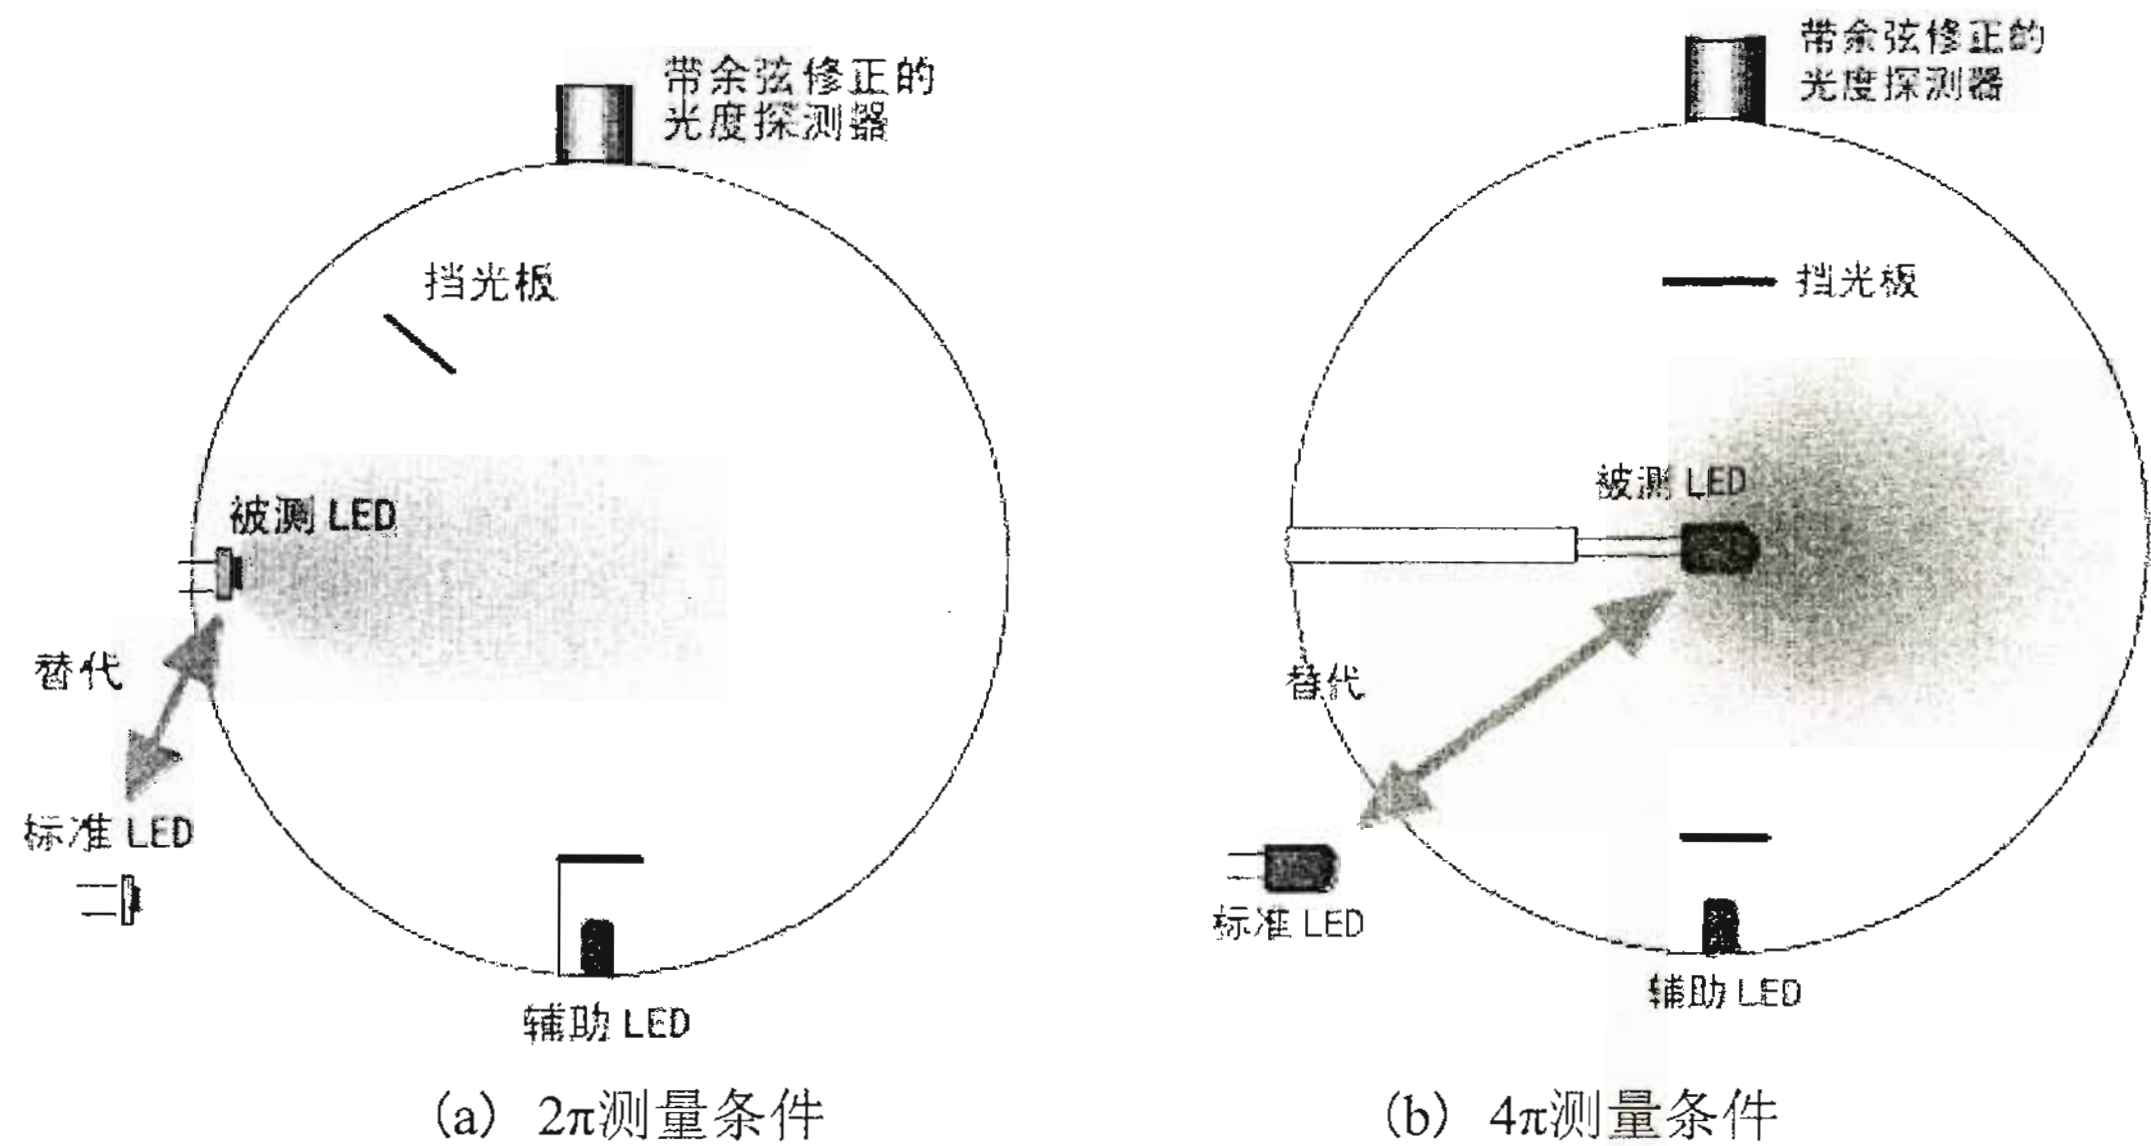 带余弦修正的
光度探测器
挡光板
被测 LED
替代
标准 LED
辅助 LED
(a) 2π测量条件
带余弦修正的
光度探测器
挡光板
被测 LED
替代
标准 LED
辅助 LED
(b) 4π测量条件